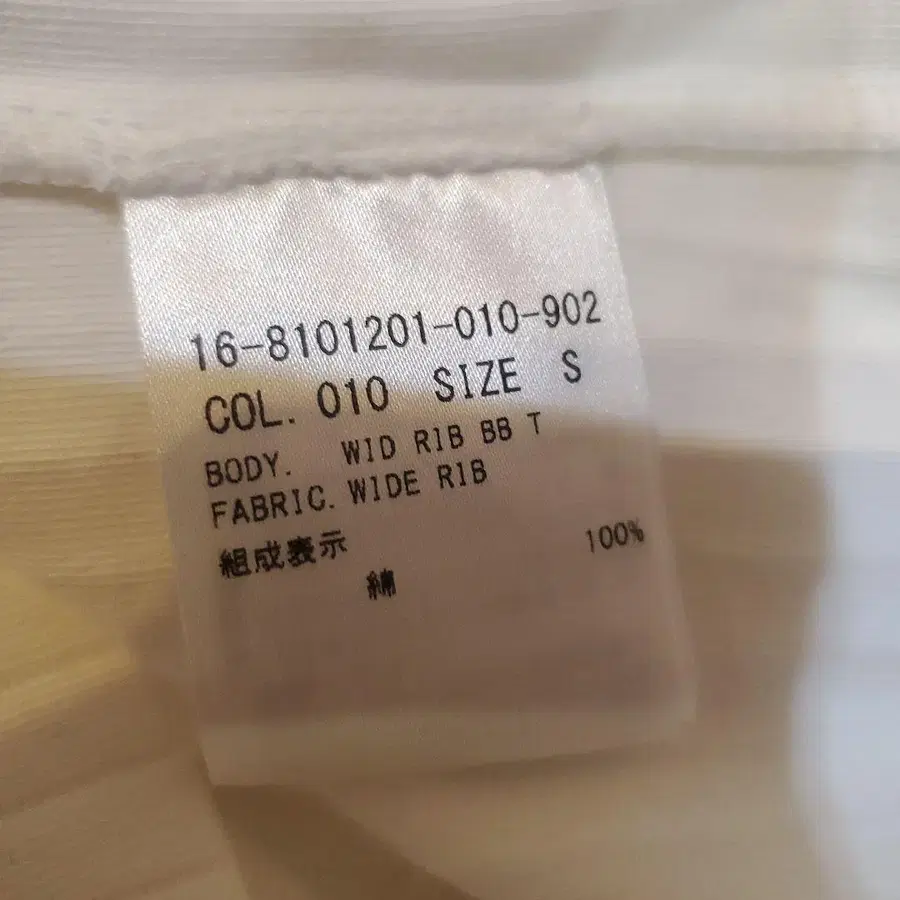 16-8101201-010-902
COL. 010 SIZE S
BODY. WID RIB BB T
FABRIC. WIDE RIB
組成表示
綿 100%